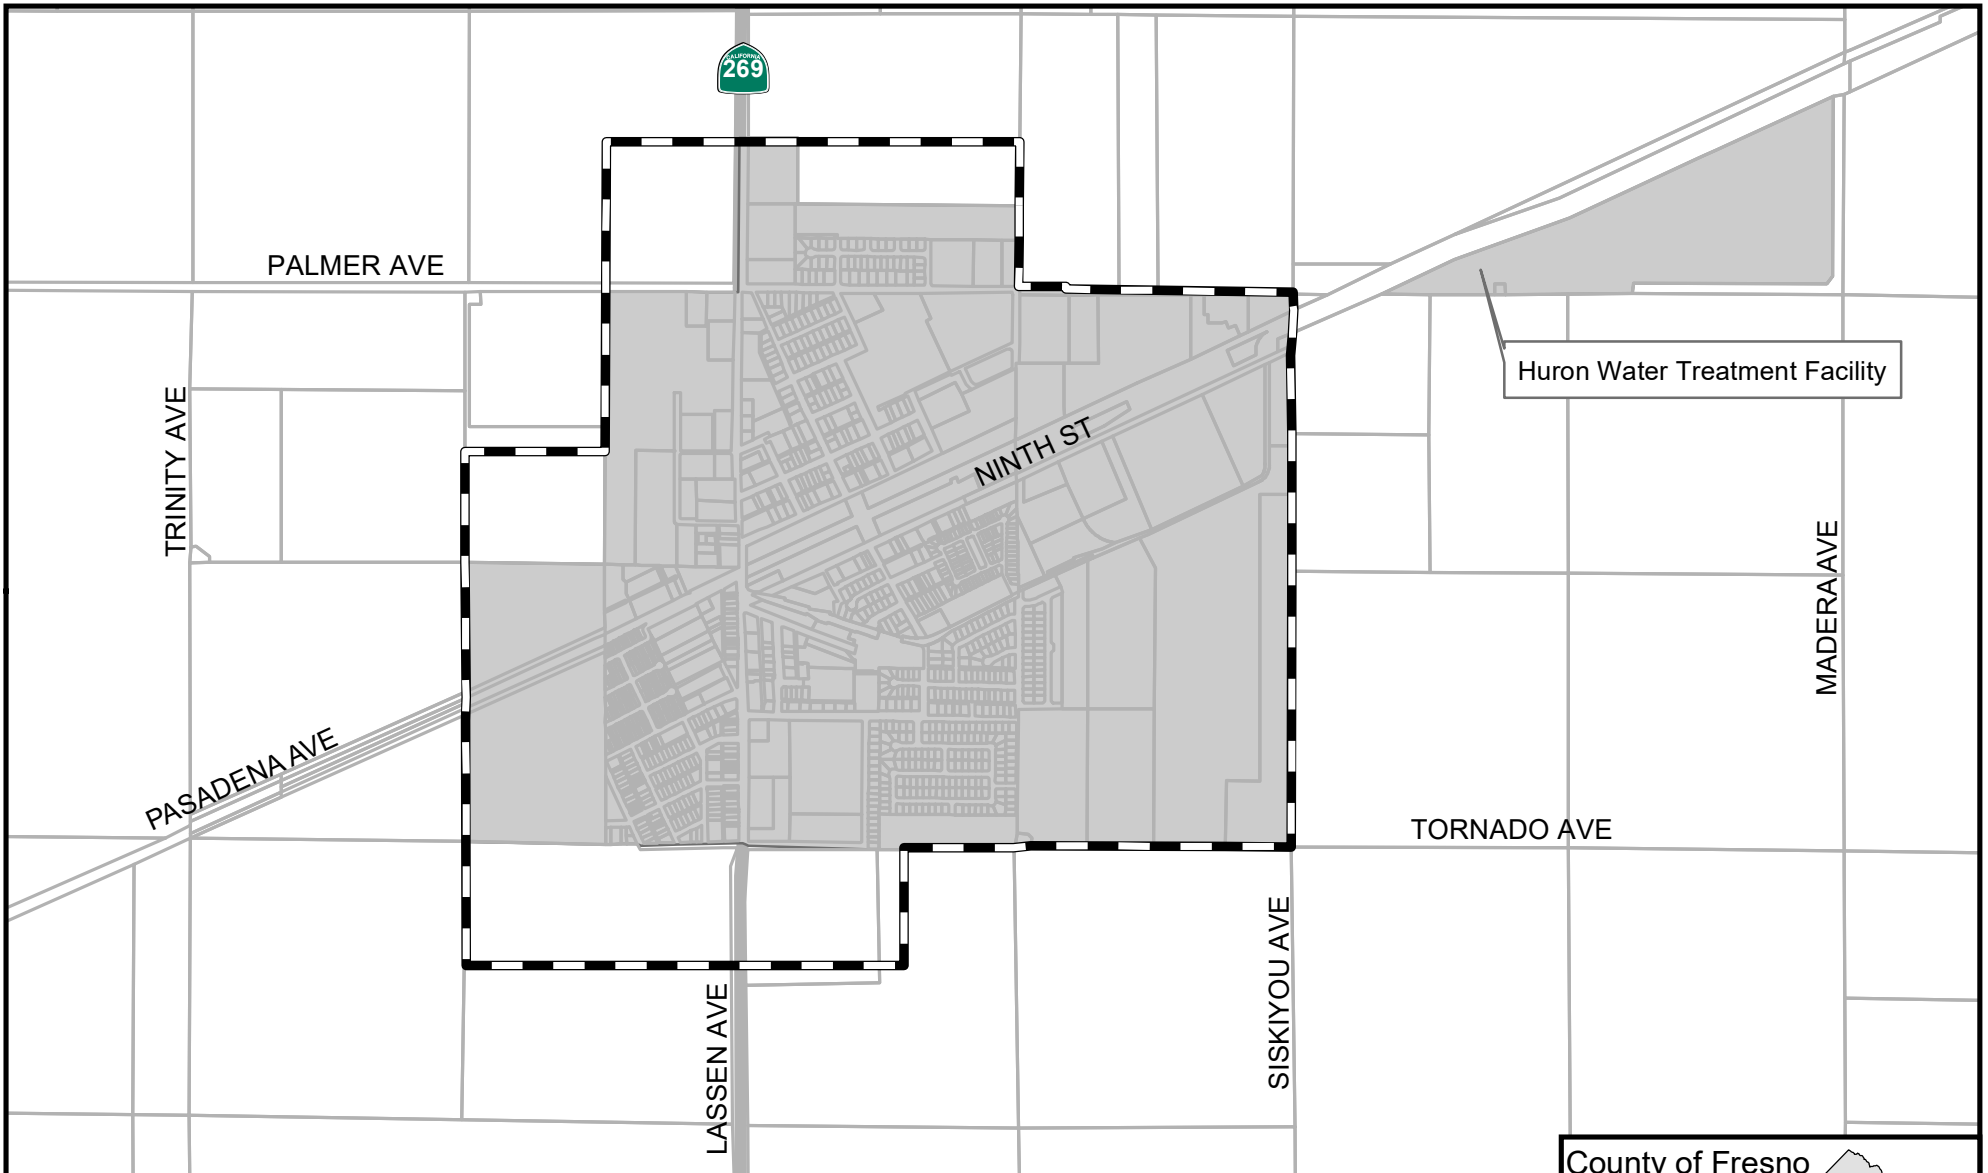 CALIFORNIA
269
PALMER AVE
Huron Water Treatment Facility
TRINITY AVE
NINTH ST
MADERA AVE
PASADENA AVE
TORNADO AVE
SISKIYOU AVE
LASSEN AVE
County of Fresno